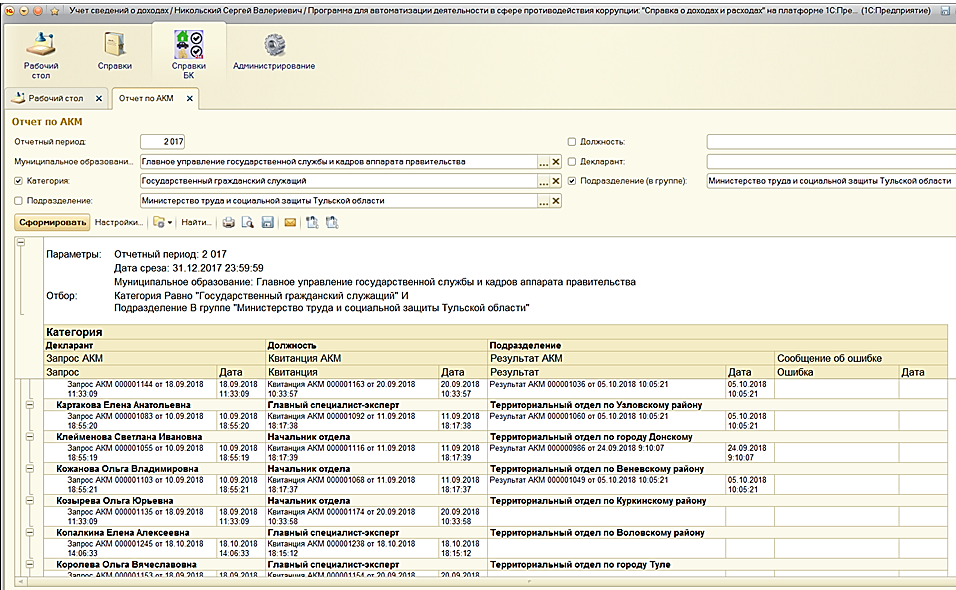 Учет сведений о доходах / Никольский Сергей Валериевич / Программа для автоматизации деятельности в сфере противодействия коррупции: "Справка о доходах и расходах" на платформе 1С:Пре... (1С:Предприятие)
Рабочий стол
Справки
Справки БК
Администрирование
Рабочий стол × Отчет по АКМ ×
Отчет по АКМ
Отчетный период: 2 017 Должность:
Муниципальное образовани... Главное управление государственной службы и кадров аппарата правительства ... × Декларант:
Категория: Государственный гражданский служащий ... × Подразделение (в группе): Министерство труда и социальной защиты Тульской области
Подразделение: Министерство труда и социальной защиты Тульской области ... ×
Сформировать Настройки... Найти...
Параметры: Отчетный период: 2 017
Дата среза: 31.12.2017 23:59:59
Муниципальное образование: Главное управление государственной службы и кадров аппарата правительства
Отбор: Категория Равно "Государственный гражданский служащий" И
Подразделение В группе "Министерство труда и социальной защиты Тульской области"
Категория
Декларант Должность Подразделение
Запрос АКМ Квитанция АКМ Результат АКМ Сообщение об ошибке
Запрос Дата Квитанция Дата Результат Дата Ошибка Дата
Запрос АКМ 000001144 от 18.09.2018 18.09.2018 Квитанция АКМ 000001163 от 20.09.2018 20.09.2018 Результат АКМ 000001036 от 05.10.2018 10:05:21 05.10.2018
11:33:09 11:33:09 10:33:57 10:33:57 10:05:21
Картакова Елена Анатольевна Главный специалист-эксперт Территориальный отдел по Узловскому району
Запрос АКМ 000001083 от 10.09.2018 10.09.2018 Квитанция АКМ 000001092 от 11.09.2018 11.09.2018 Результат АКМ 000001060 от 05.10.2018 10:05:21 05.10.2018
18:55:20 18:55:20 18:17:38 18:17:38 10:05:21
Клейменова Светлана Ивановна Начальник отдела Территориальный отдел по городу Донскому
Запрос АКМ 000001055 от 10.09.2018 10.09.2018 Квитанция АКМ 000001116 от 11.09.2018 11.09.2018 Результат АКМ 000000986 от 24.09.2018 9:10:07 24.09.2018
18:55:19 18:55:19 18:17:39 18:17:39 9:10:07
Кожанова Ольга Владимировна Начальник отдела Территориальный отдел по Веневскому району
Запрос АКМ 000001103 от 10.09.2018 10.09.2018 Квитанция АКМ 000001068 от 11.09.2018 11.09.2018 Результат АКМ 000001049 от 05.10.2018 10:05:21 05.10.2018
18:55:21 18:55:21 18:17:37 18:17:37 10:05:21
Козырева Ольга Юрьевна Начальник отдела Территориальный отдел по Куркинскому району
Запрос АКМ 000001135 от 18.09.2018 18.09.2018 Квитанция АКМ 000001174 от 20.09.2018 20.09.2018
11:33:09 11:33:09 10:33:58 10:33:58
Копалкина Елена Алексеевна Главный специалист-эксперт Территориальный отдел по Воловскому району
Запрос АКМ 000001245 от 18.10.2018 18.10.2018 Квитанция АКМ 000001238 от 18.10.2018 18.10.2018
14:06:33 14:06:33 18:15:12 18:15:12
Королева Ольга Вячеславовна Главный специалист-эксперт Территориальный отдел по городу Туле
Запрос АКМ 000001153 от 18.09.2018 18.09.2018 Квитанция АКМ 000001154 от 20.09.2018 20.09.2018